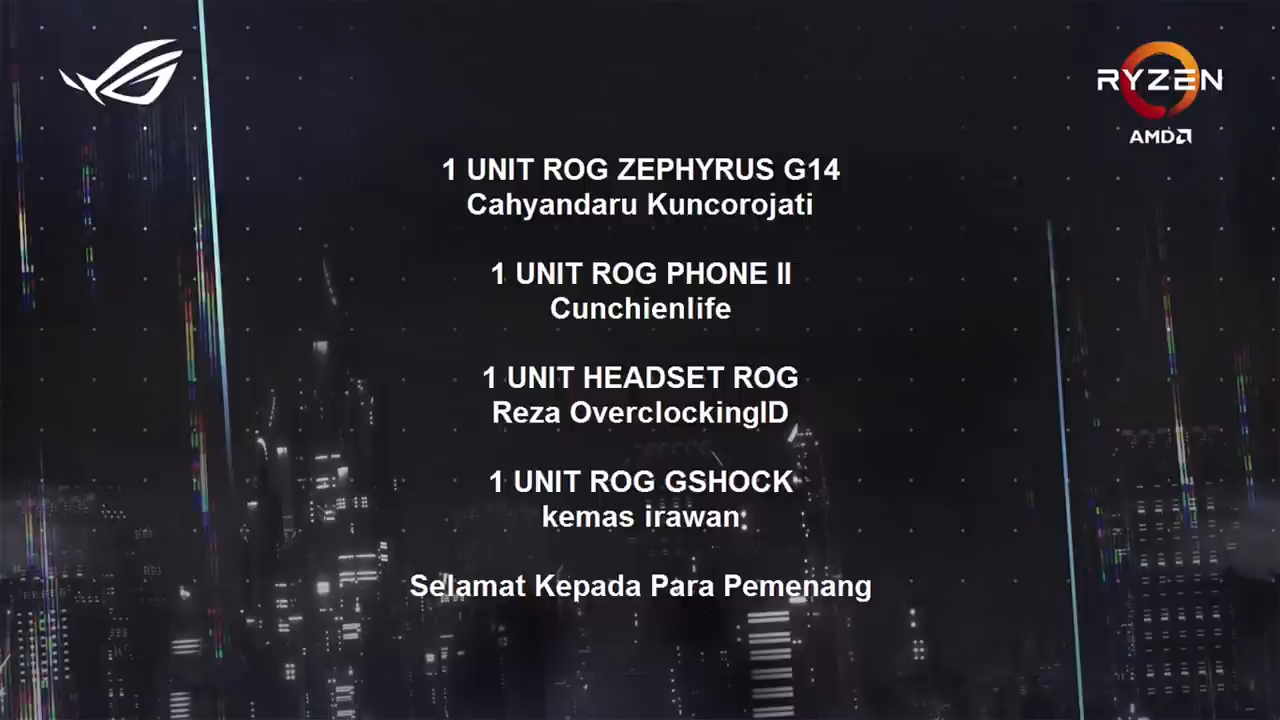 RYZEN
AMD
1 UNIT ROG ZEPHYRUS G14
Cahyandaru Kuncorojati
1 UNIT ROG PHONE II
Cunchienlife
1 UNIT HEADSET ROG
Reza OverclockingID
1 UNIT ROG GSHOCK
kemas irawan
Selamat Kepada Para Pemenang